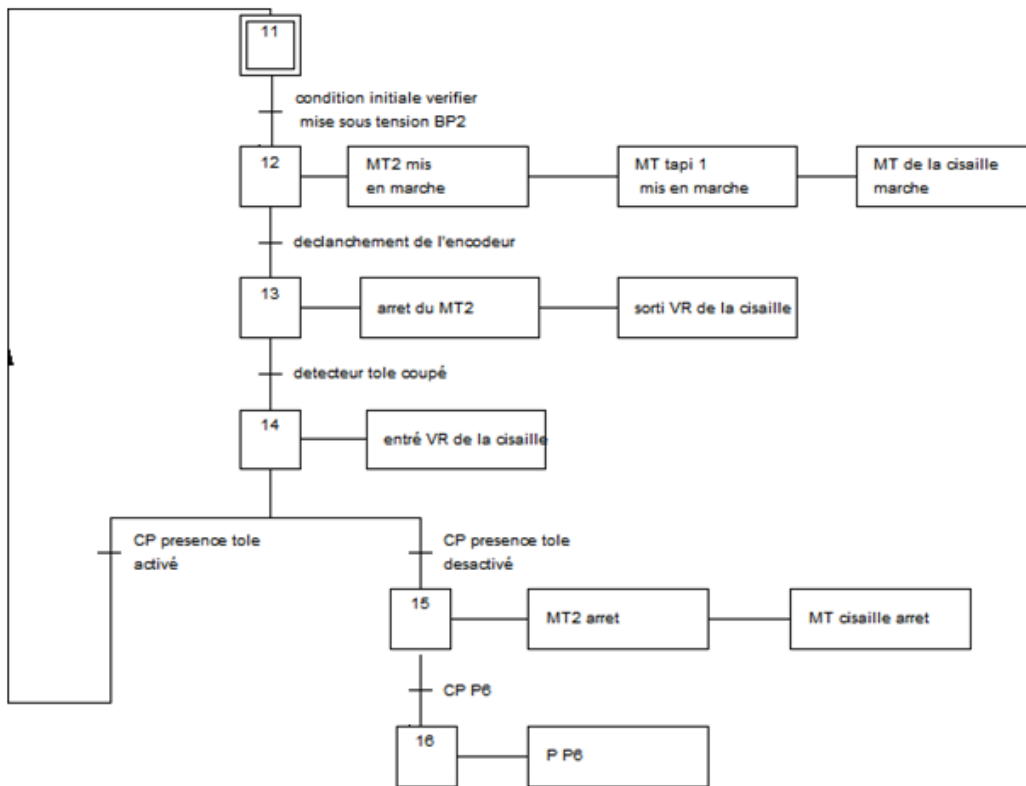 11
condition initiale verifier
mise sous tension BP2
12
MT2 mis
en marche
MT tapi 1
mis en marche
MT de la cisaille
marche
declanchement de l'encodeur
13
arret du MT2
sorti VR de la cisaille
detecteur tole coupé
14
entré VR de la cisaille
CP presence tole
activé
CP presence tole
desactivé
15
MT2 arret
MT cisaille arret
CP P6
16
P P6